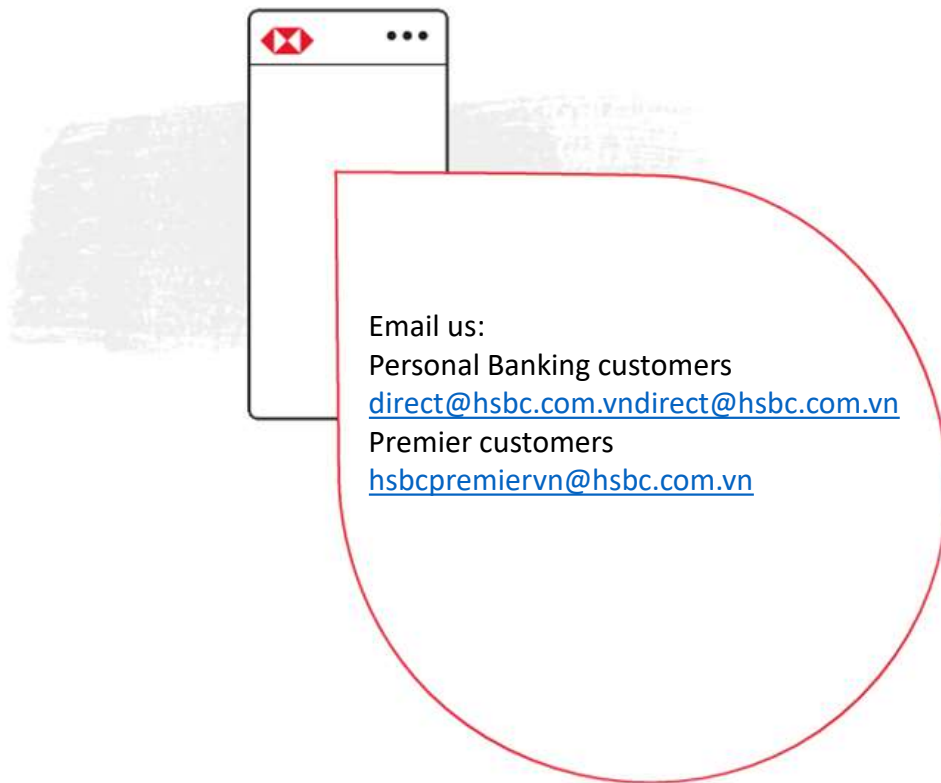 Email us:
Personal Banking customers
direct@hsbc.com.vndirect@hsbc.com.vn
Premier customers
hsbcpremiervn@hsbc.com.vn